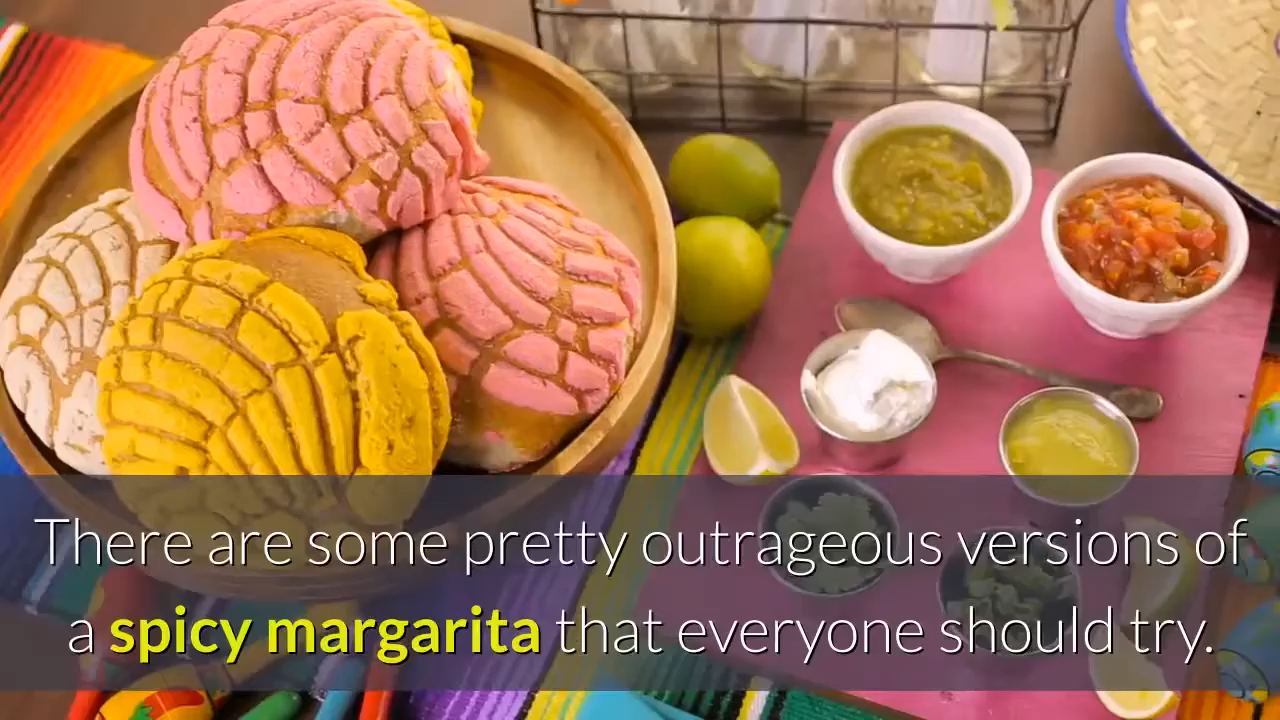 There are some pretty outrageous versions of
a spicy margarita that everyone should try.